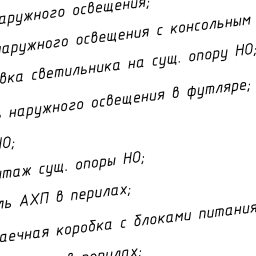 наружного освещения;
наружного освещения с консольным
вка светильника на сущ. опору НО;
наружного освещения в футляре;
НО;
нтаж сущ. опоры НО;
ль АХП в перилах;
аечная коробка с блоками питания
в перилах;